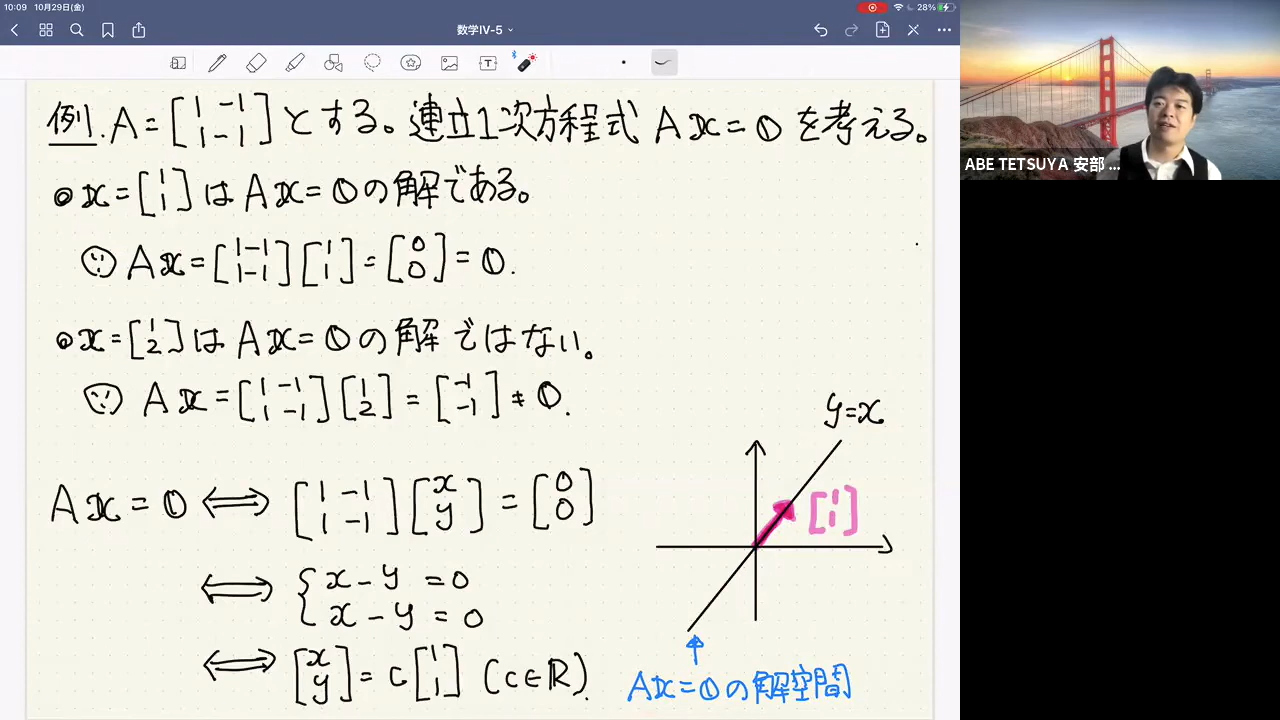 10:09 10月29日(金)
28%
数学IV-5
例. A = [1 -1 1 -1] とする。連立1次方程式 Ax = 0 を考える。
x = [1 1] は Ax = 0 の解である。
∵ Ax = [1 -1 1 -1] [1 1] = [0 0] = 0.
x = [1 2] は Ax = 0 の解ではない。
∵ Ax = [1 -1 1 -1] [1 2] = [-1 -1] ≠ 0.
Ax = 0 ⟺ [1 -1 1 -1] [x y] = [0 0]
⟺ { x - y = 0
x - y = 0
⟺ [x y] = c [1 1] (c ∈ ℝ).
y = x
[1 1]
Ax = 0 の解空間
ABE TETSUYA 安部 ...